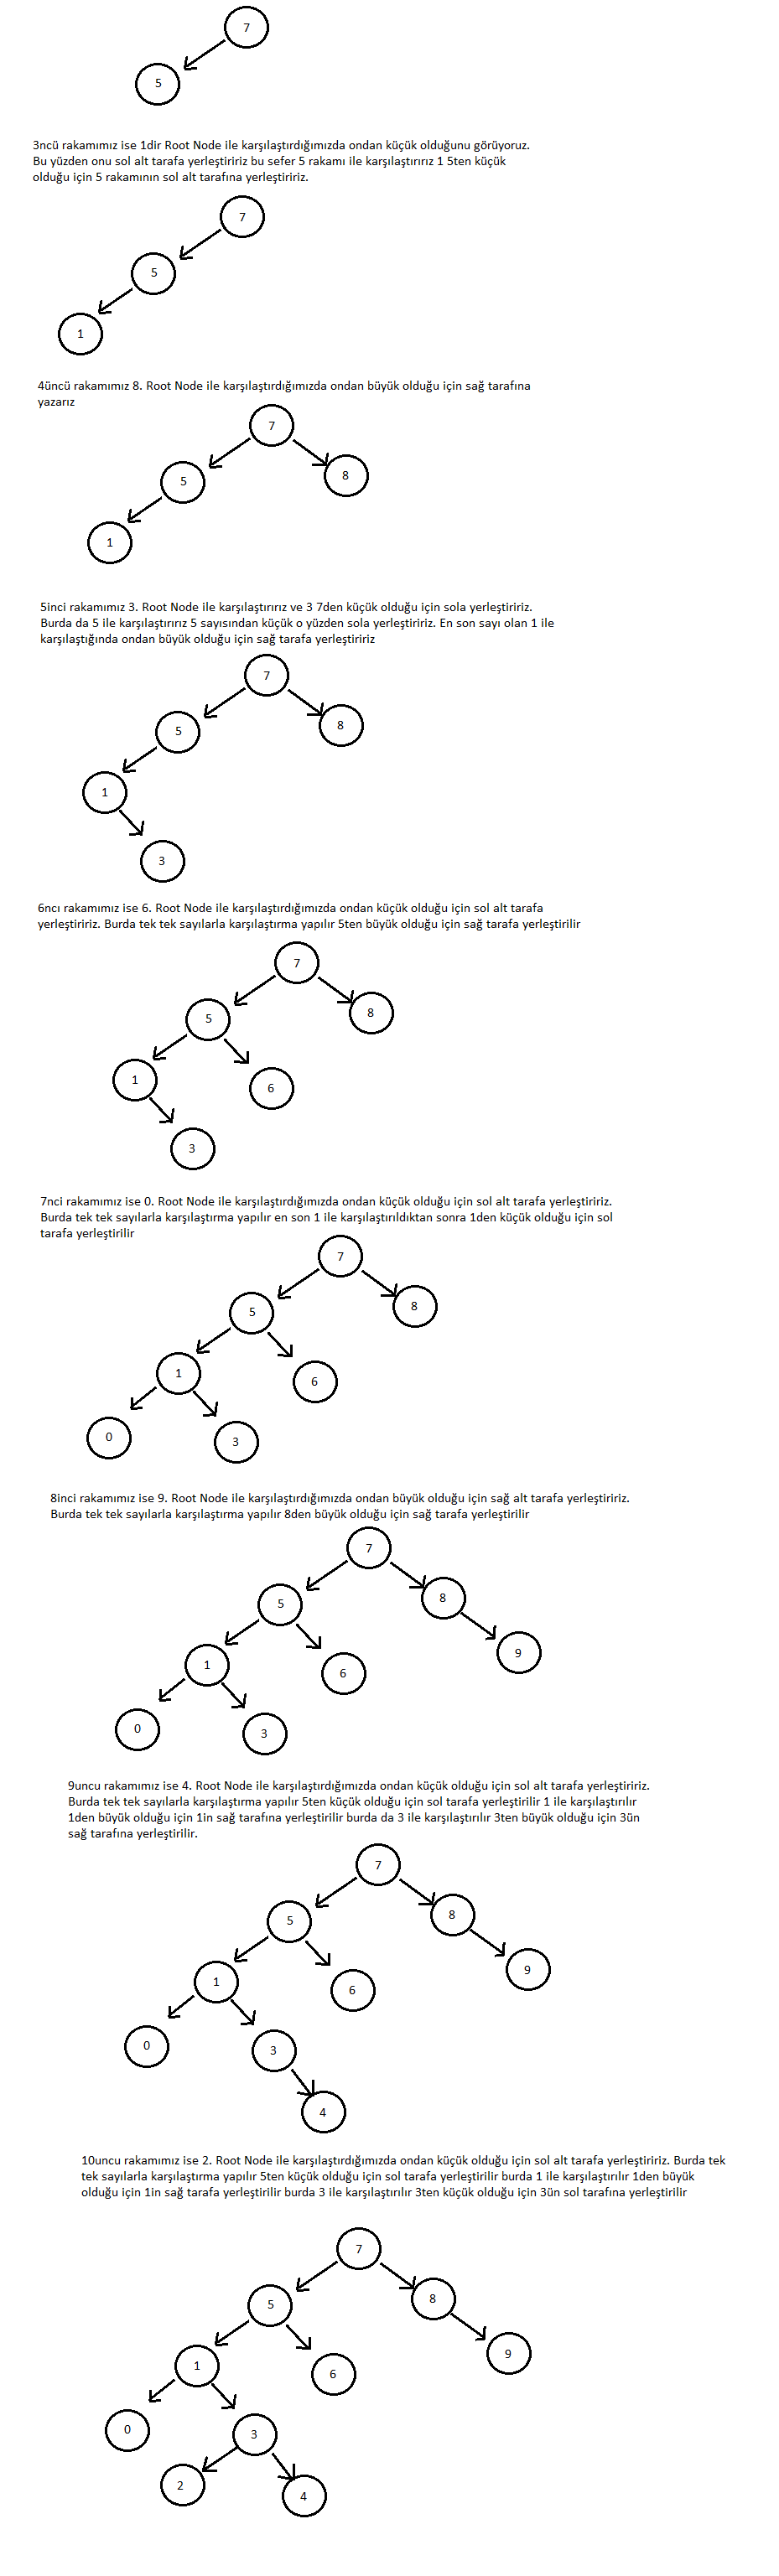 7
5
3ncü rakamımız ise 1dir Root Node ile karşılaştırdığımızda ondan küçük olduğunu görüyoruz.
Bu yüzden onu sol alt tarafa yerleştiririz bu sefer 5 rakamı ile karşılaştırırız 1 5ten küçük
olduğu için 5 rakamının sol alt tarafına yerleştiririz.
7
5
1
4üncü rakamımız 8. Root Node ile karşılaştırdığımızda ondan büyük olduğu için sağ tarafına
yazarız
7
8
5
1
5inci rakamımız 3. Root Node ile karşılaştırırız ve 3 7den küçük olduğu için sola yerleştiririz.
Burda da 5 ile karşılaştırırız 5 sayısından küçük o yüzden sola yerleştiririz. En son sayı olan 1 ile
karşılaştığında ondan büyük olduğu için sağ tarafa yerleştiririz
7
8
5
1
3
6ncı rakamımız ise 6. Root Node ile karşılaştırdığımızda ondan küçük olduğu için sol alt tarafa
yerleştiririz. Burda tek tek sayılarla karşılaştırma yapılır 5ten büyük olduğu için sağ tarafa yerleştirilir
7
8
5
1
6
3
7nci rakamımız ise 0. Root Node ile karşılaştırdığımızda ondan küçük olduğu için sol alt tarafa yerleştiririz.
Burda tek tek sayılarla karşılaştırma yapılır en son 1 ile karşılaştırıldıktan sonra 1den küçük olduğu için sol
tarafa yerleştirilir
7
8
5
1
6
0
3
8inci rakamımız ise 9. Root Node ile karşılaştırdığımızda ondan büyük olduğu için sağ alt tarafa yerleştiririz.
Burda tek tek sayılarla karşılaştırma yapılır 8den büyük olduğu için sağ tarafa yerleştirilir
7
8
5
9
1
6
0
3
9uncu rakamımız ise 4. Root Node ile karşılaştırdığımızda ondan küçük olduğu için sol alt tarafa yerleştiririz.
Burda tek tek sayılarla karşılaştırma yapılır 5ten küçük olduğu için sol tarafa yerleştirilir 1 ile karşılaştırılır
1den büyük olduğu için 1in sağ tarafına yerleştirilir burda da 3 ile karşılaştırılır 3ten büyük olduğu için 3ün
sağ tarafına yerleştirilir.
7
8
5
9
1
6
0
3
4
10uncu rakamımız ise 2. Root Node ile karşılaştırdığımızda ondan küçük olduğu için sol alt tarafa yerleştiririz. Burda tek
tek sayılarla karşılaştırma yapılır 5ten küçük olduğu için sol tarafa yerleştirilir burda 1 ile karşılaştırılır 1den büyük
olduğu için 1in sağ tarafa yerleştirilir burda 3 ile karşılaştırılır 3ten küçük olduğu için 3ün sol tarafına yerleştirilir
7
8
5
9
1
6
0
3
2
4